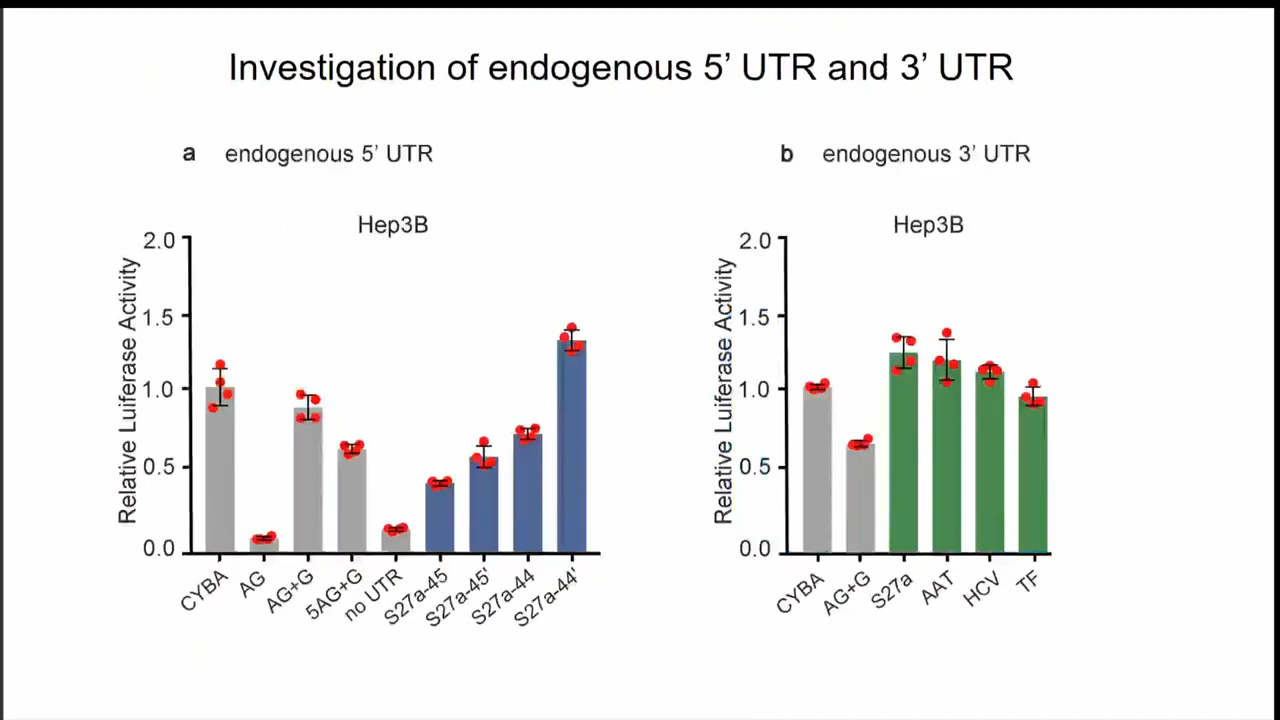 Investigation of endogenous 5’ UTR and 3’ UTR
a endogenous 5’ UTR
Hep3B
Relative Luiferase Activity
2.0
1.5
1.0
0.5
0.0
CYBA
AG
AG+G
5AG+G
no UTR
S27a-45
S27a-45'
S27a-44
S27a-44'
b endogenous 3’ UTR
Hep3B
Relative Luiferase Activity
2.0
1.5
1.0
0.5
0.0
CYBA
AG+G
S27a
AAT
HCV
TF